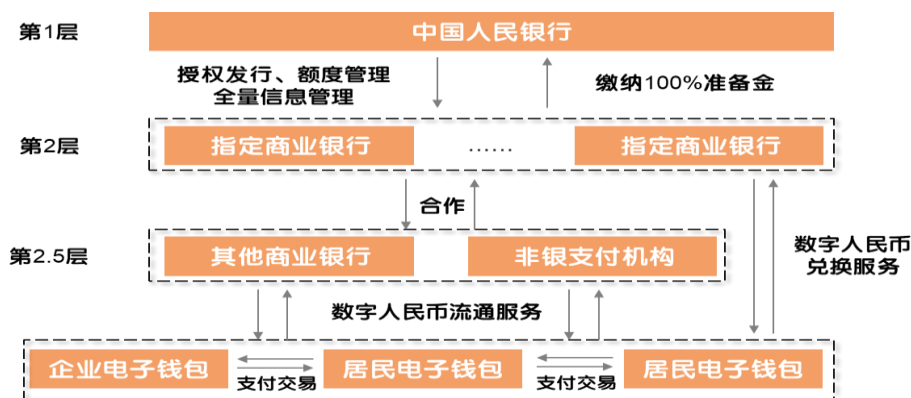 第1层
中国人民银行
授权发行、额度管理
全量信息管理
缴纳100%准备金
第2层
指定商业银行
……
指定商业银行
合作
第2.5层
其他商业银行
非银支付机构
数字人民币
兑换服务
数字人民币流通服务
企业电子钱包
支付交易
居民电子钱包
支付交易
居民电子钱包